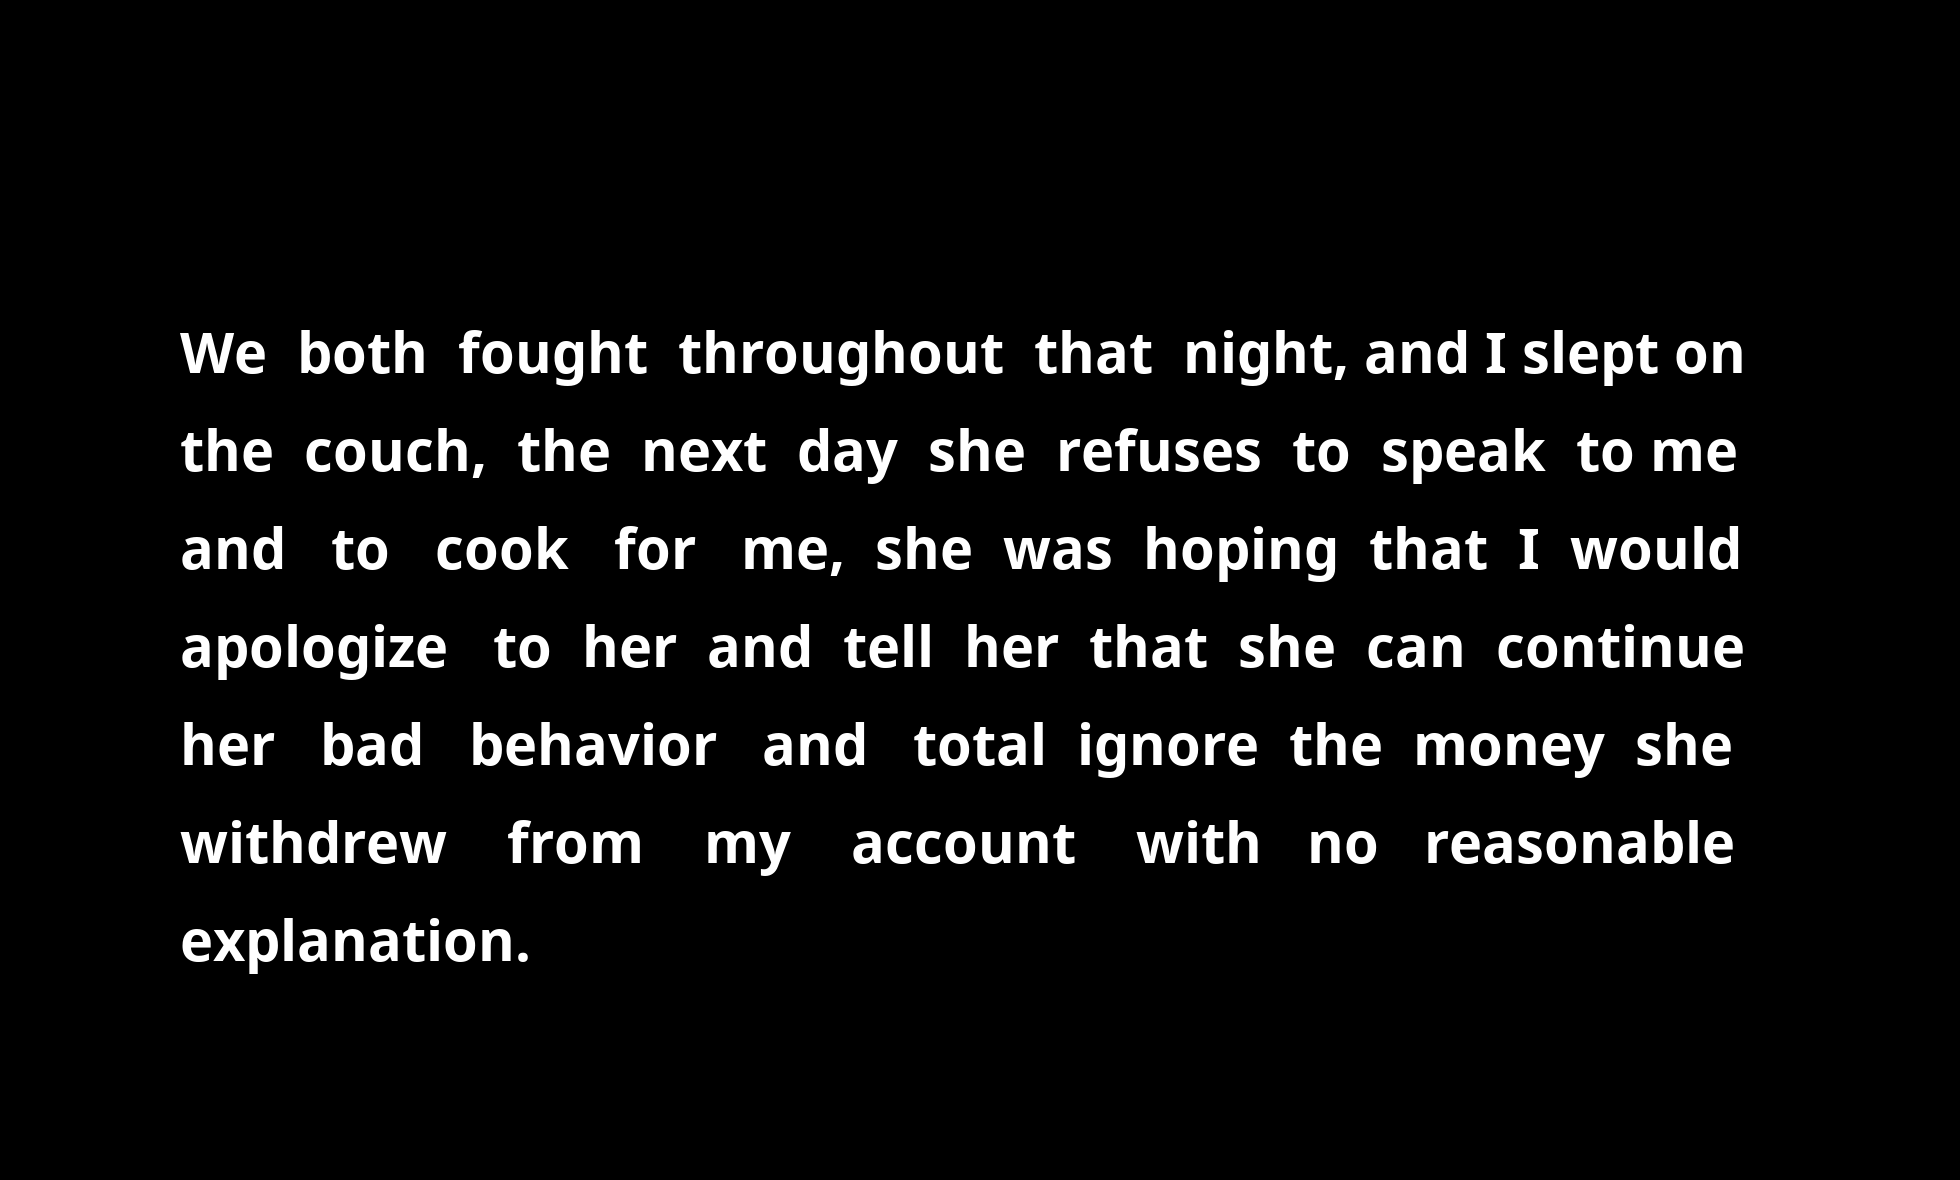 We both fought throughout that night, and I slept on
the couch, the next day she refuses to speak to me
and to cook for me, she was hoping that I would
apologize to her and tell her that she can continue
her bad behavior and total ignore the money she
withdrew from my account with no reasonable
explanation.